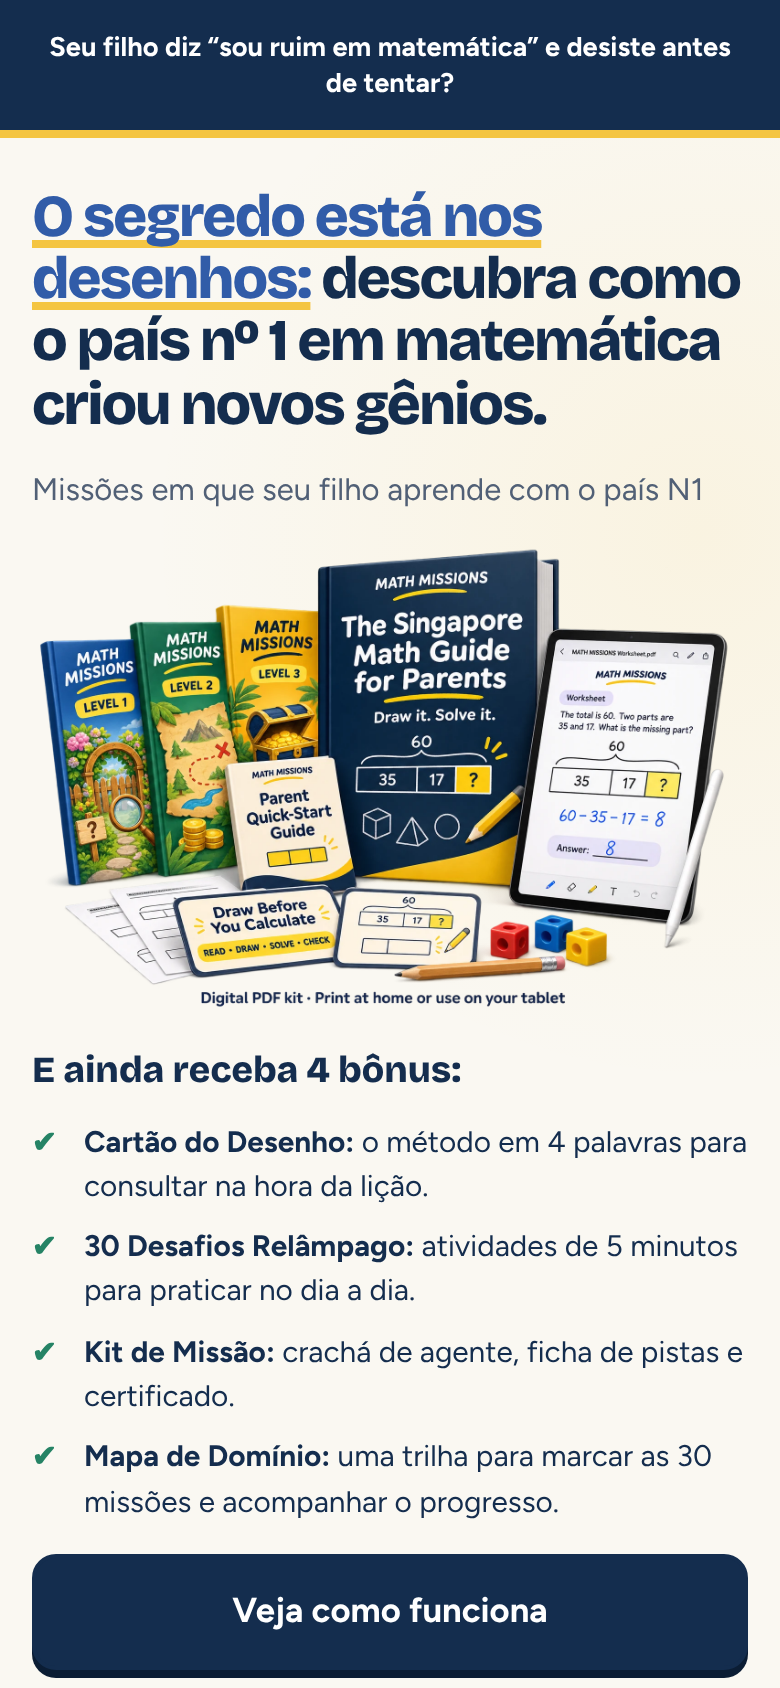 Seu filho diz “sou ruim em matemática” e desiste antes
de tentar?
O segredo está nos
desenhos: descubra como
o país nº 1 em matemática
criou novos gênios.
Missões em que seu filho aprende com o país N1
MATH
MISSIONS
LEVEL 1
?
MATH
MISSIONS
LEVEL 2
MATH
MISSIONS
LEVEL 3
MATH MISSIONS
The Singapore
Math Guide
for Parents
Draw it. Solve it.
60
35 17 ?
MATH MISSIONS
Parent
Quick-Start
Guide
MATH MISSIONS Worksheet.pdf
MATH MISSIONS
Worksheet
The total is 60. Two parts are
35 and 17. What is the missing part?
60
35 17 ?
60-35-17=8
Answer: 8
T
Draw Before
You Calculate
READ • DRAW • SOLVE • CHECK
60
35 17 ?
Digital PDF kit • Print at home or use on your tablet
E ainda receba 4 bônus:
✔ Cartão do Desenho: o método em 4 palavras para
consultar na hora da lição.
✔ 30 Desafios Relâmpago: atividades de 5 minutos
para praticar no dia a dia.
✔ Kit de Missão: crachá de agente, ficha de pistas e
certificado.
✔ Mapa de Domínio: uma trilha para marcar as 30
missões e acompanhar o progresso.
Veja como funciona